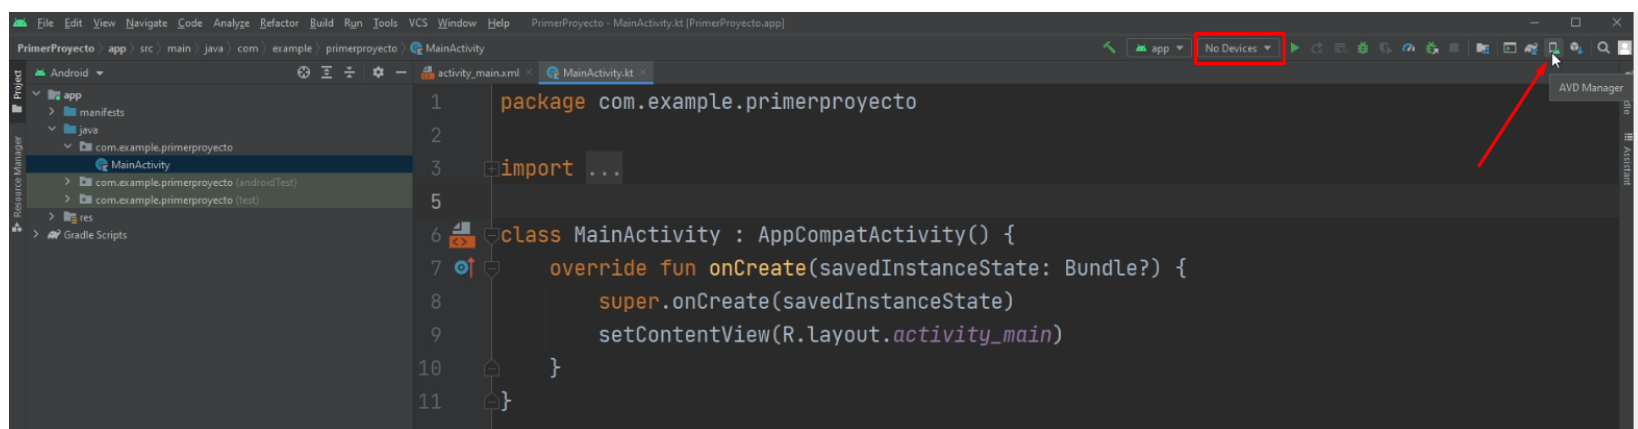 File Edit View Navigate Code Analyze Refactor Build Run Tools VCS Window Help PrimerProyecto - MainActivity.kt [PrimerProyecto.app]
PrimerProyecto app src main java com example primerproyecto MainActivity app No Devices
Android activity_main.xml MainActivity.kt
AVD Manager
Project
Resource Manager
app
manifests
java
com.example.primerproyecto
MainActivity
com.example.primerproyecto (androidTest)
com.example.primerproyecto (test)
res
Gradle Scripts
1 package com.example.primerproyecto
2
3 import ...
5
6 class MainActivity : AppCompatActivity() {
7 override fun onCreate(savedInstanceState: Bundle?) {
8 super.onCreate(savedInstanceState)
9 setContentView(R.layout.activity_main)
10 }
11 }
Assistant